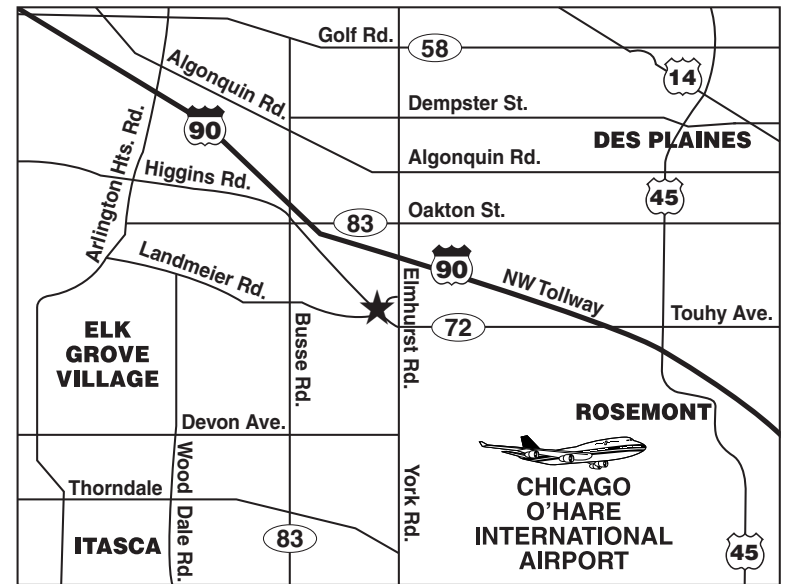 Golf Rd.
58
Algonquin Rd.
14
90
Dempster St.
DES PLAINES
Arlington Hts. Rd.
Higgins Rd.
Algonquin Rd.
45
83
Oakton St.
Landmeier Rd.
90
NW Tollway
Elmhurst Rd.
72
Touhy Ave.
ELK
GROVE
VILLAGE
Busse Rd.
Devon Ave.
ROSEMONT
Wood Dale Rd.
Thorndale
York Rd.
CHICAGO
O'HARE
INTERNATIONAL
AIRPORT
ITASCA
83
45